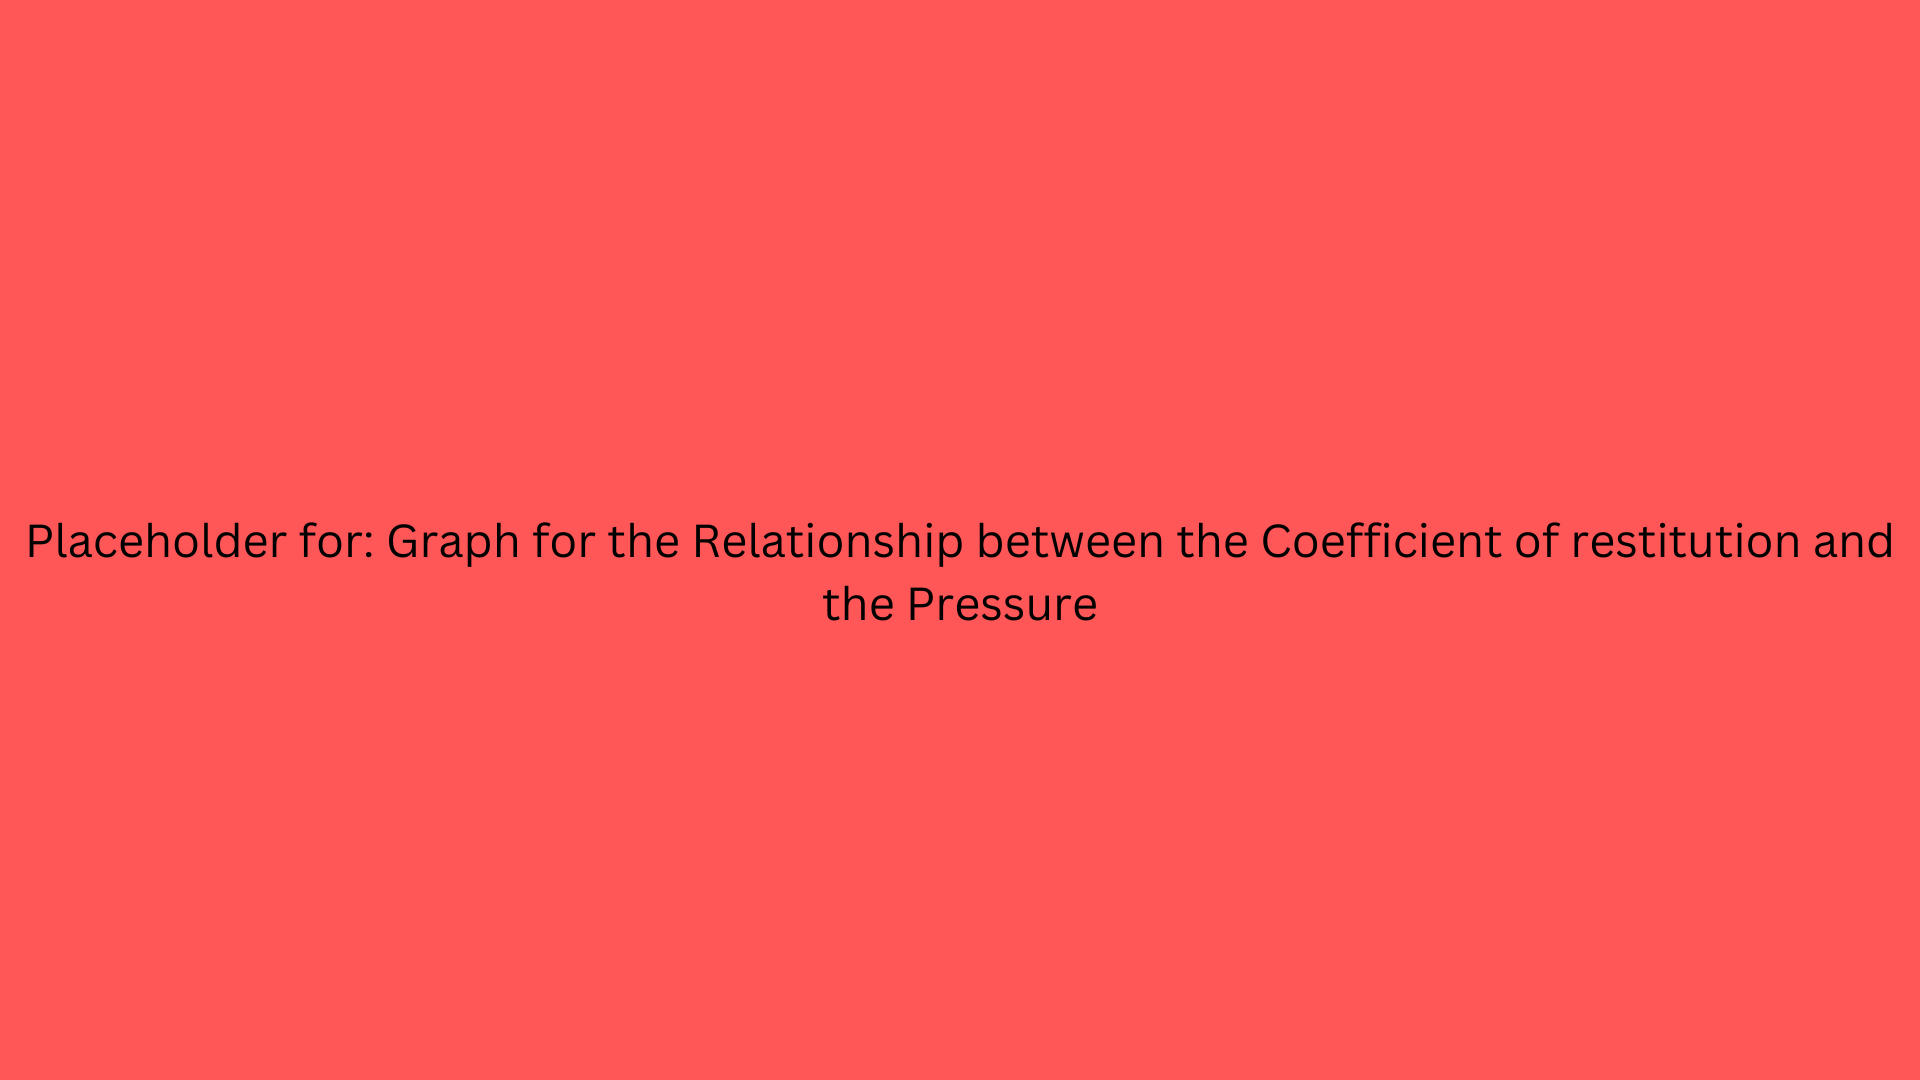 Placeholder for: Graph for the Relationship between the Coefficient of restitution and
the Pressure